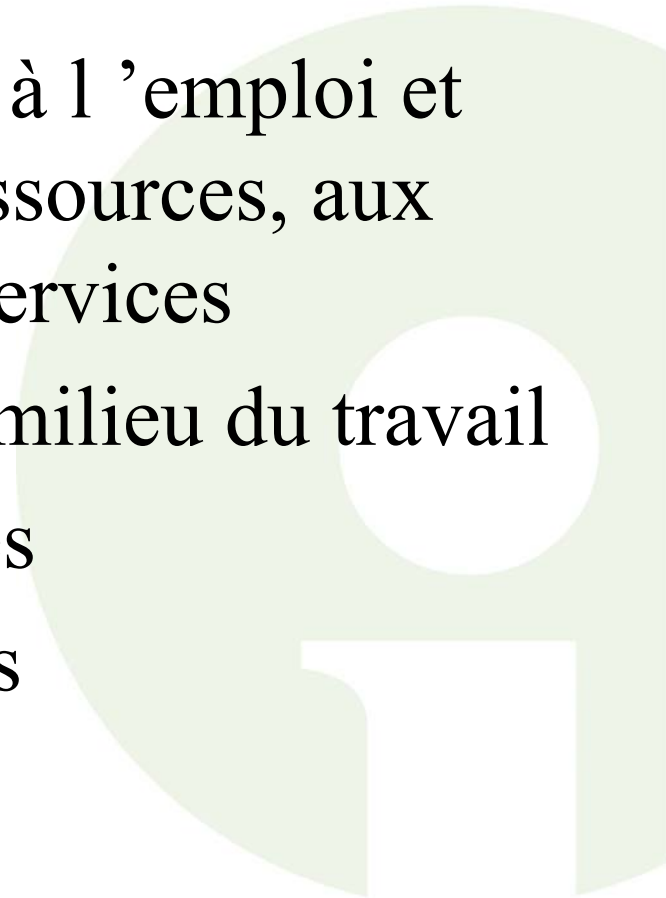 à l ’emploi et
ssources, aux
ervices
milieu du travail
s
s